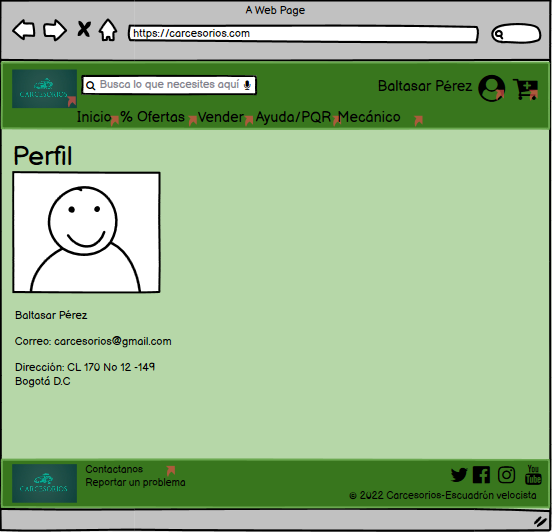 A Web Page
https://carcesorios.com
CARCESORIOS
Busca lo que necesites aquí
Baltasar Pérez
Inicio % Ofertas Vender Ayuda/PQR Mecánico
Perfil
Baltasar Pérez
Correo: carcesorios@gmail.com
Dirección: CL 170 No 12 -149
Bogotá D.C
CARCESORIOS
Contactanos
Reportar un problema
You
Tube
© 2022 Carcesorios-Escuadrón velocista